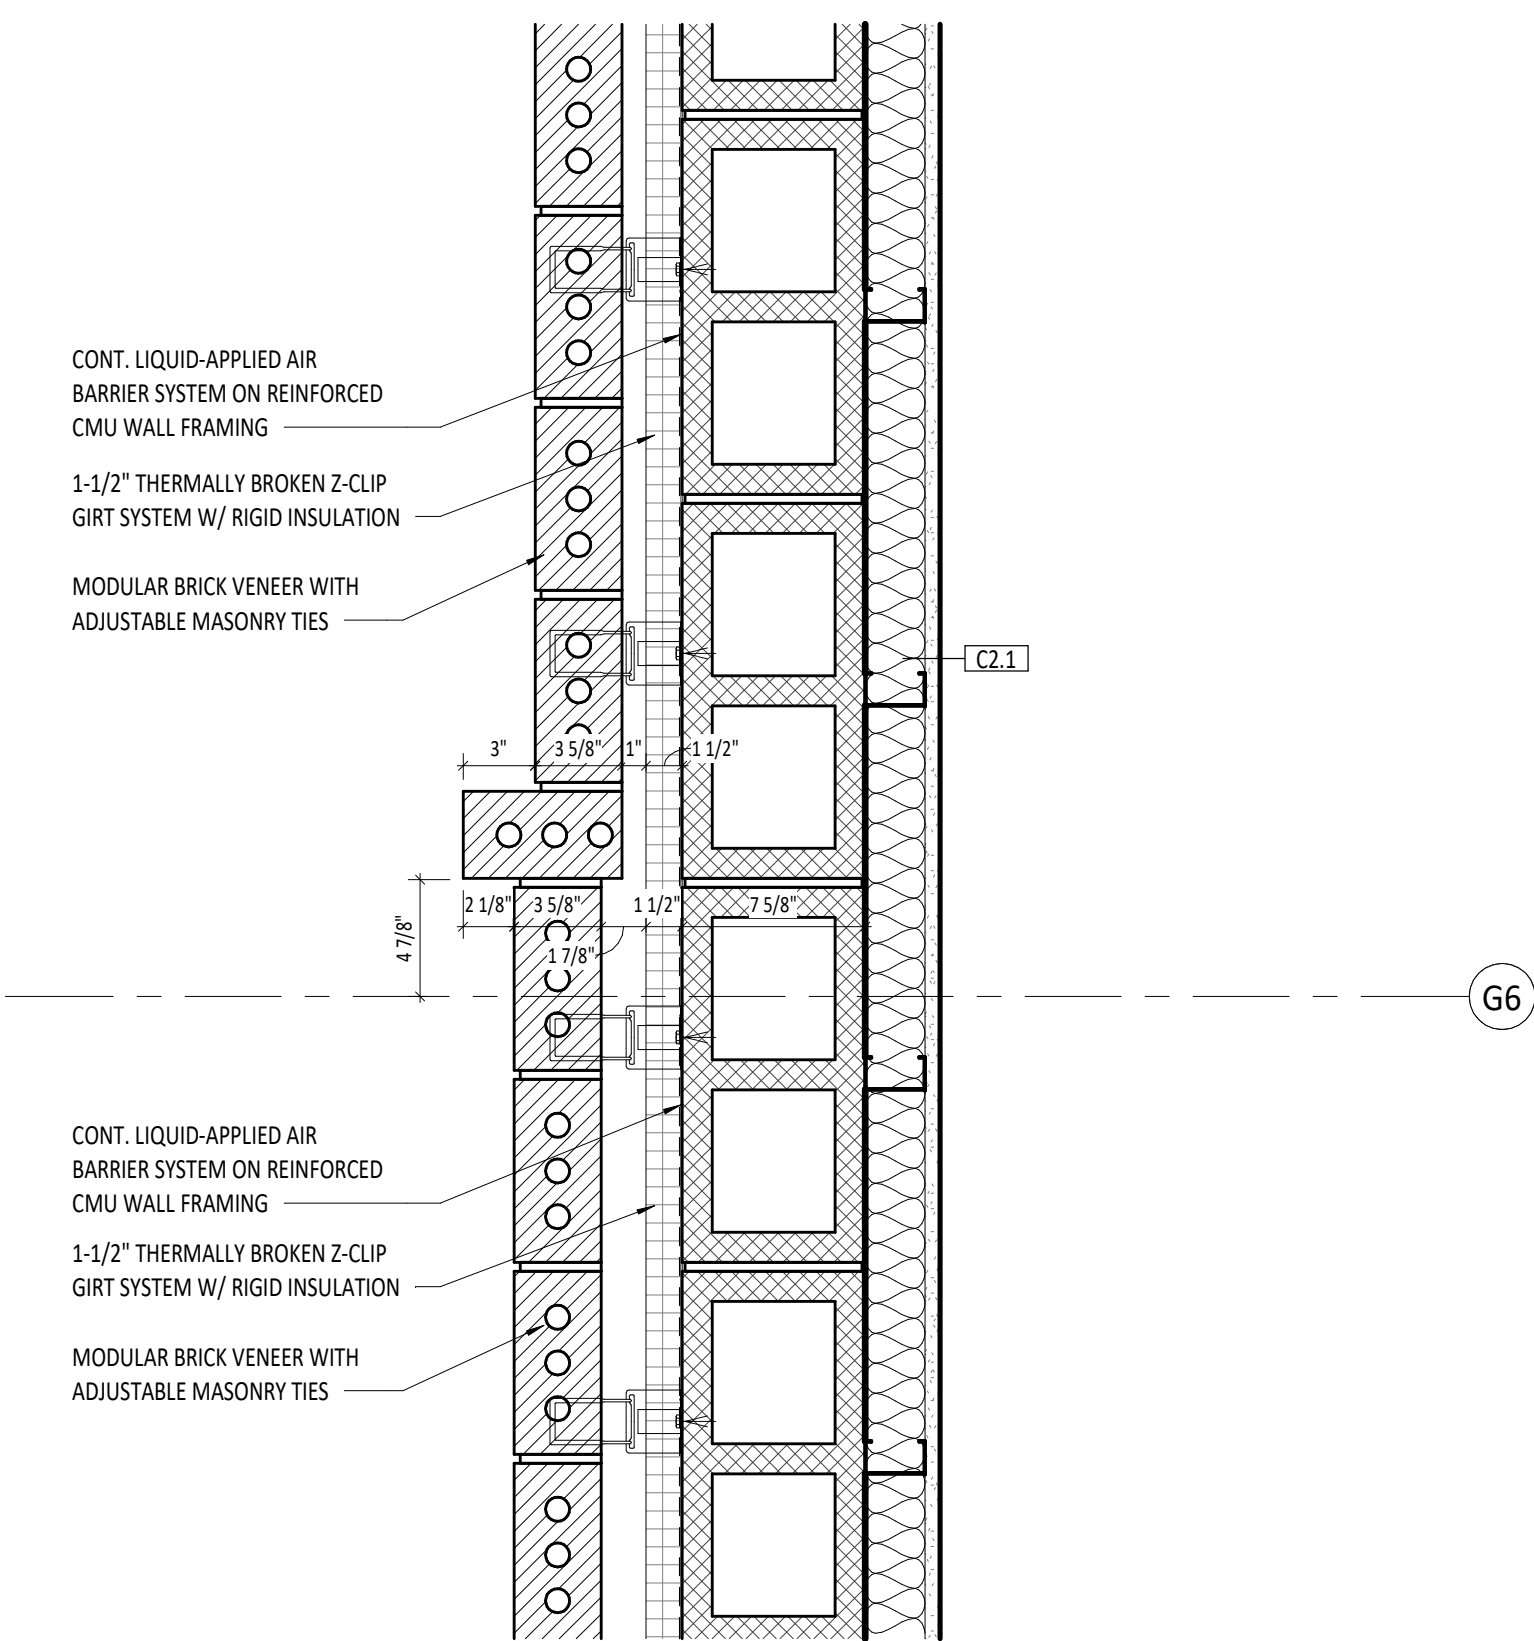 CONT. LIQUID-APPLIED AIR
BARRIER SYSTEM ON REINFORCED
CMU WALL FRAMING
1-1/2" THERMALLY BROKEN Z-CLIP
GIRT SYSTEM W/ RIGID INSULATION
MODULAR BRICK VENEER WITH
ADJUSTABLE MASONRY TIES
C2.1
3" 3 5/8" 1" 1 1/2"
2 1/8" 3 5/8" 1 1/2" 7 5/8"
1 7/8"
4 7/8"
G6
CONT. LIQUID-APPLIED AIR
BARRIER SYSTEM ON REINFORCED
CMU WALL FRAMING
1-1/2" THERMALLY BROKEN Z-CLIP
GIRT SYSTEM W/ RIGID INSULATION
MODULAR BRICK VENEER WITH
ADJUSTABLE MASONRY TIES